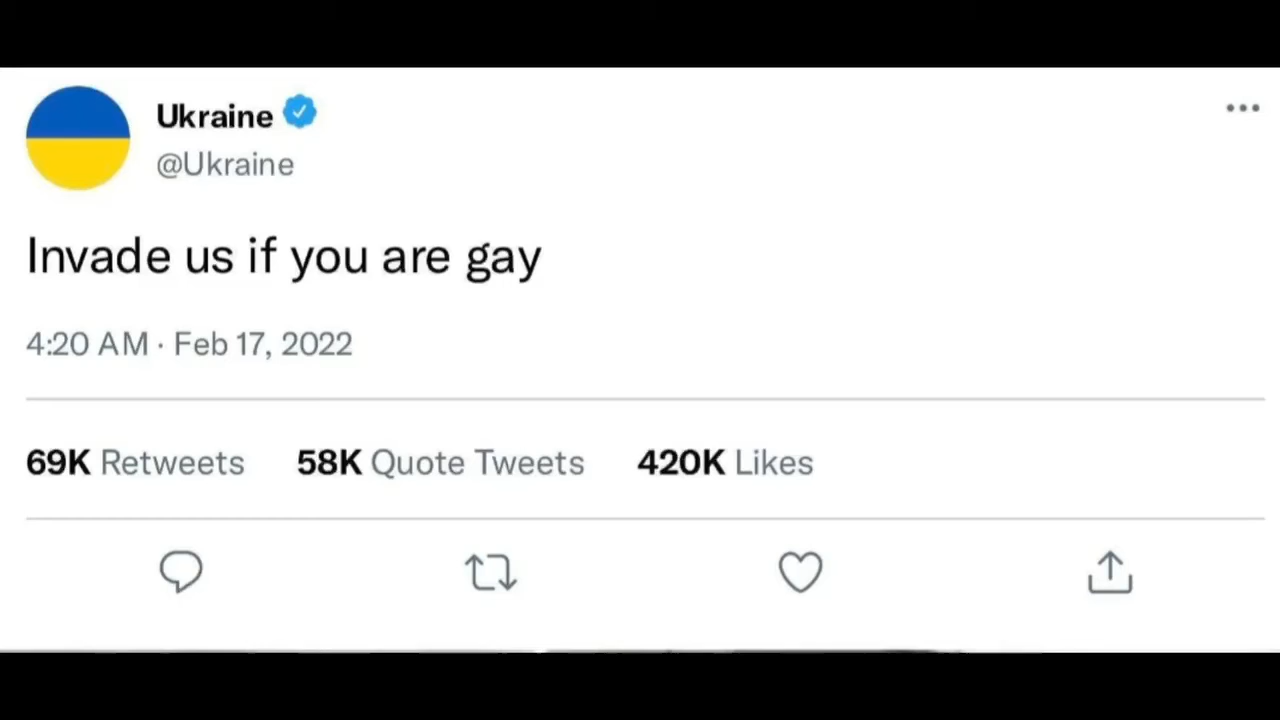 Ukraine
@Ukraine
Invade us if you are gay
4:20 AM · Feb 17, 2022
69K Retweets 58K Quote Tweets 420K Likes